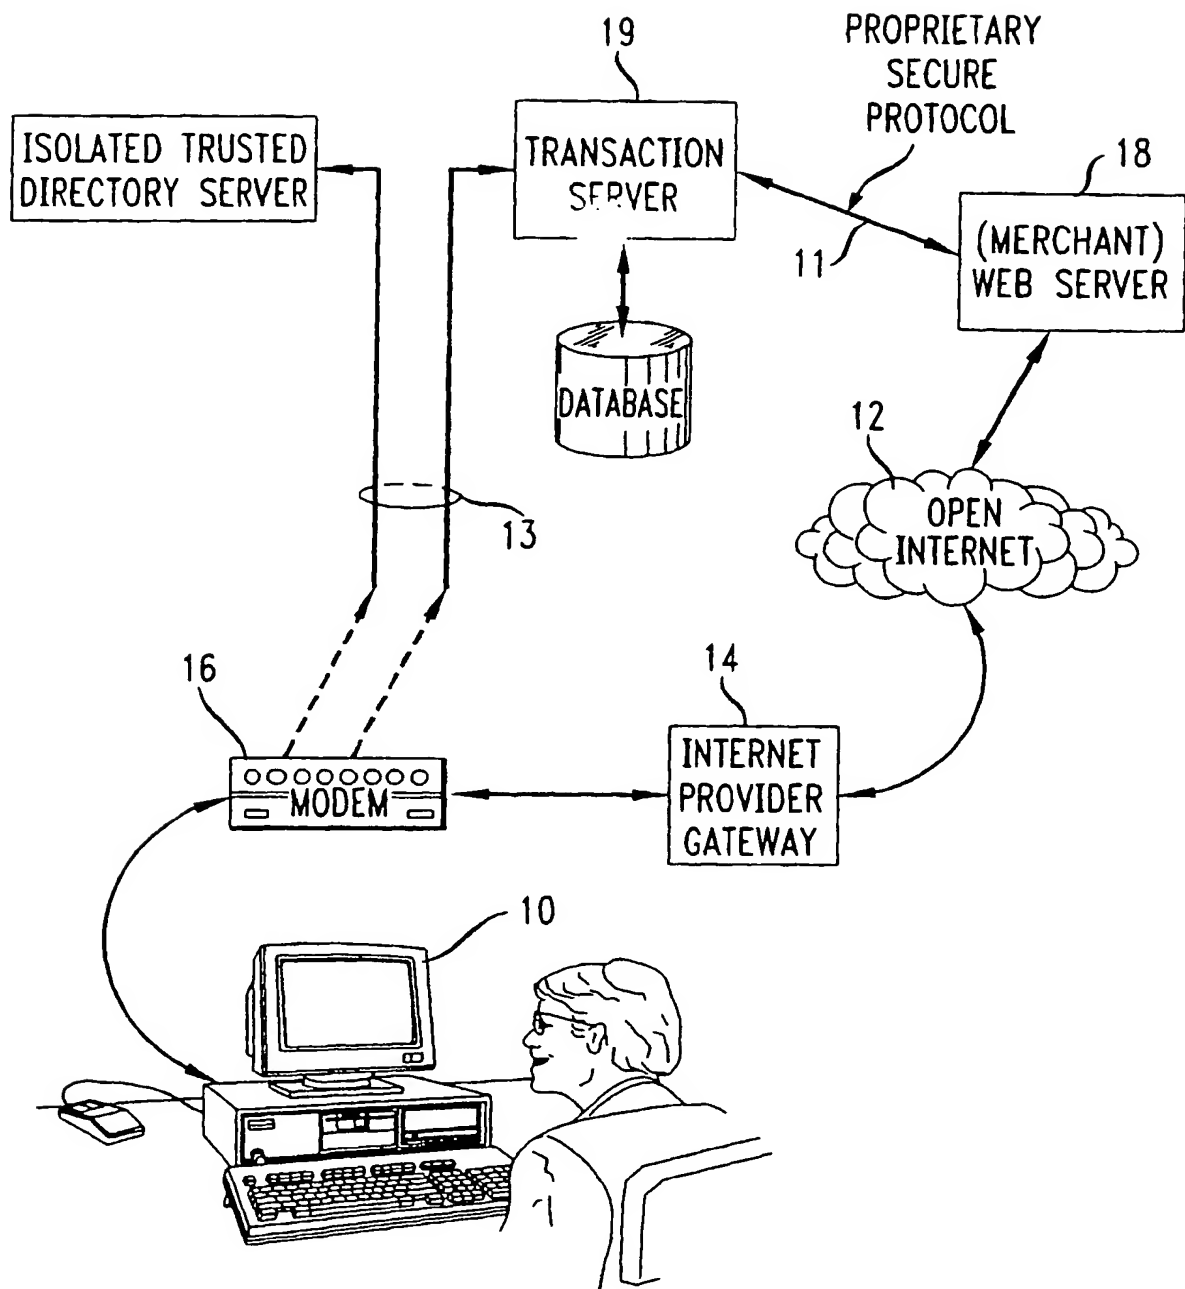 19
PROPRIETARY
SECURE
PROTOCOL
ISOLATED TRUSTED
DIRECTORY SERVER
TRANSACTION
SERVER
18
(MERCHANT)
WEB SERVER
11
DATABASE
12
OPEN
INTERNET
13
16
14
MODEM
INTERNET
PROVIDER
GATEWAY
10